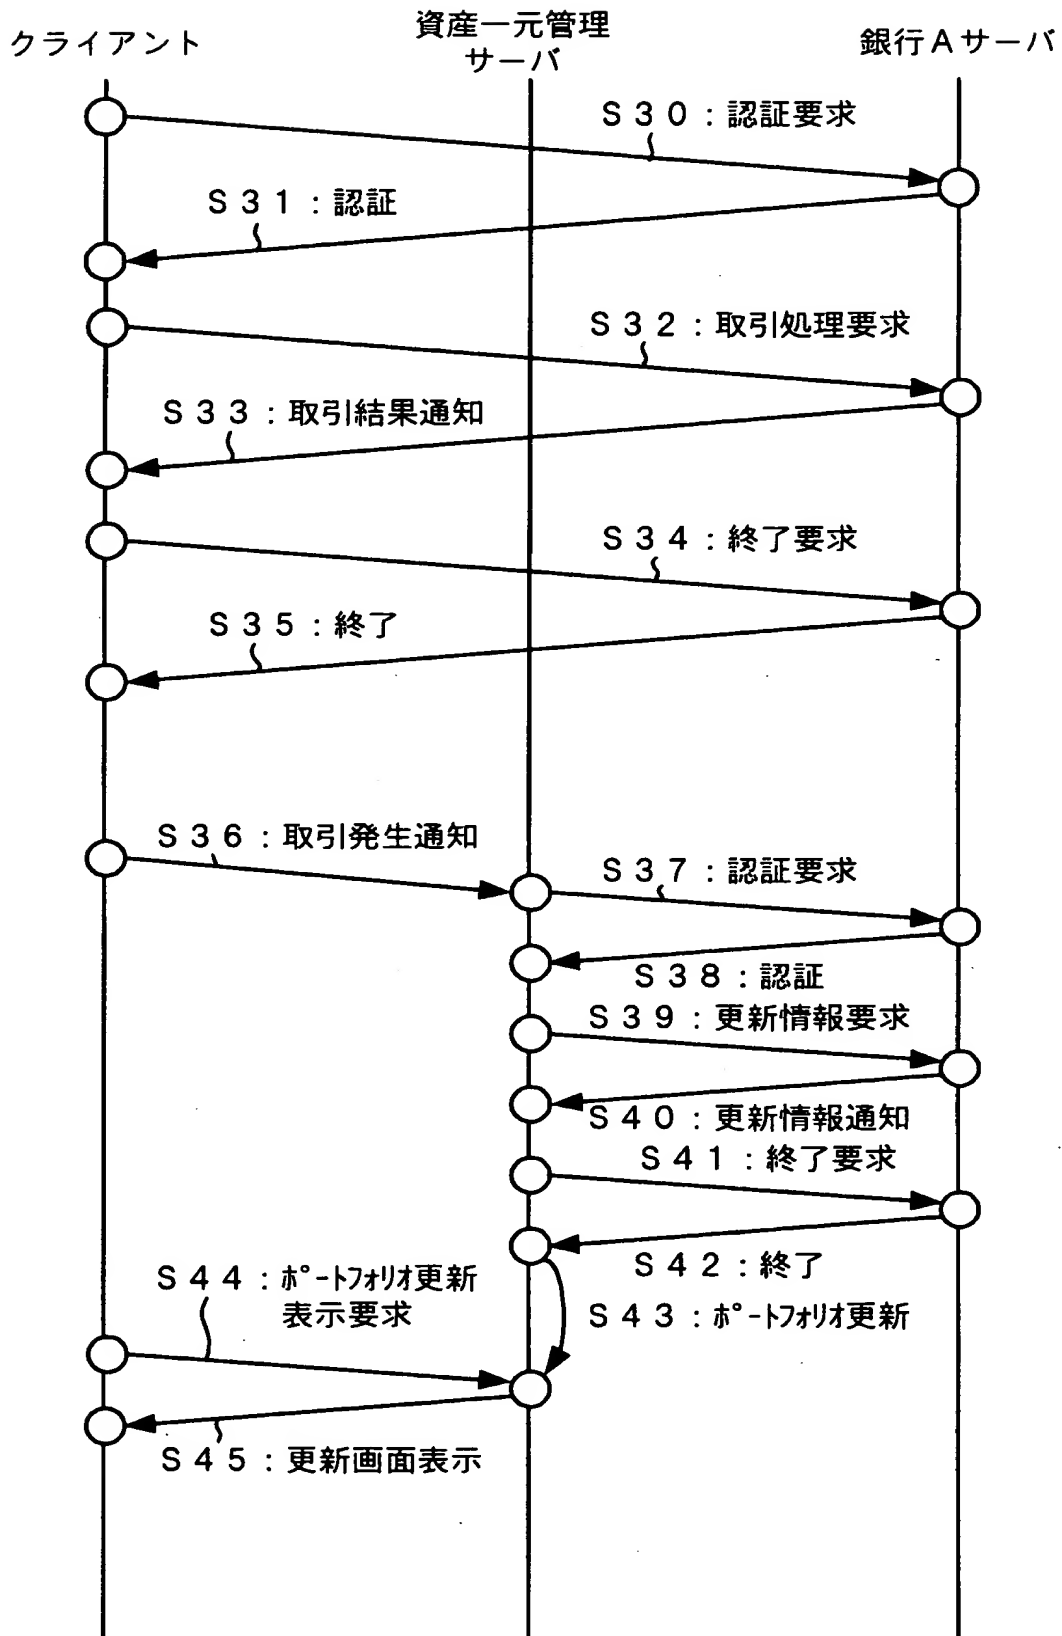 クライアント
資産一元管理
サーバ
銀行Aサーバ
S30:認証要求
S31:認証
S32:取引処理要求
S33:取引結果通知
S34:終了要求
S35:終了
S36:取引発生通知
S37:認証要求
S38:認証
S39:更新情報要求
S40:更新情報通知
S41:終了要求
S42:終了
S44:ポートフォリオ更新
表示要求
S43:ポートフォリオ更新
S45:更新画面表示